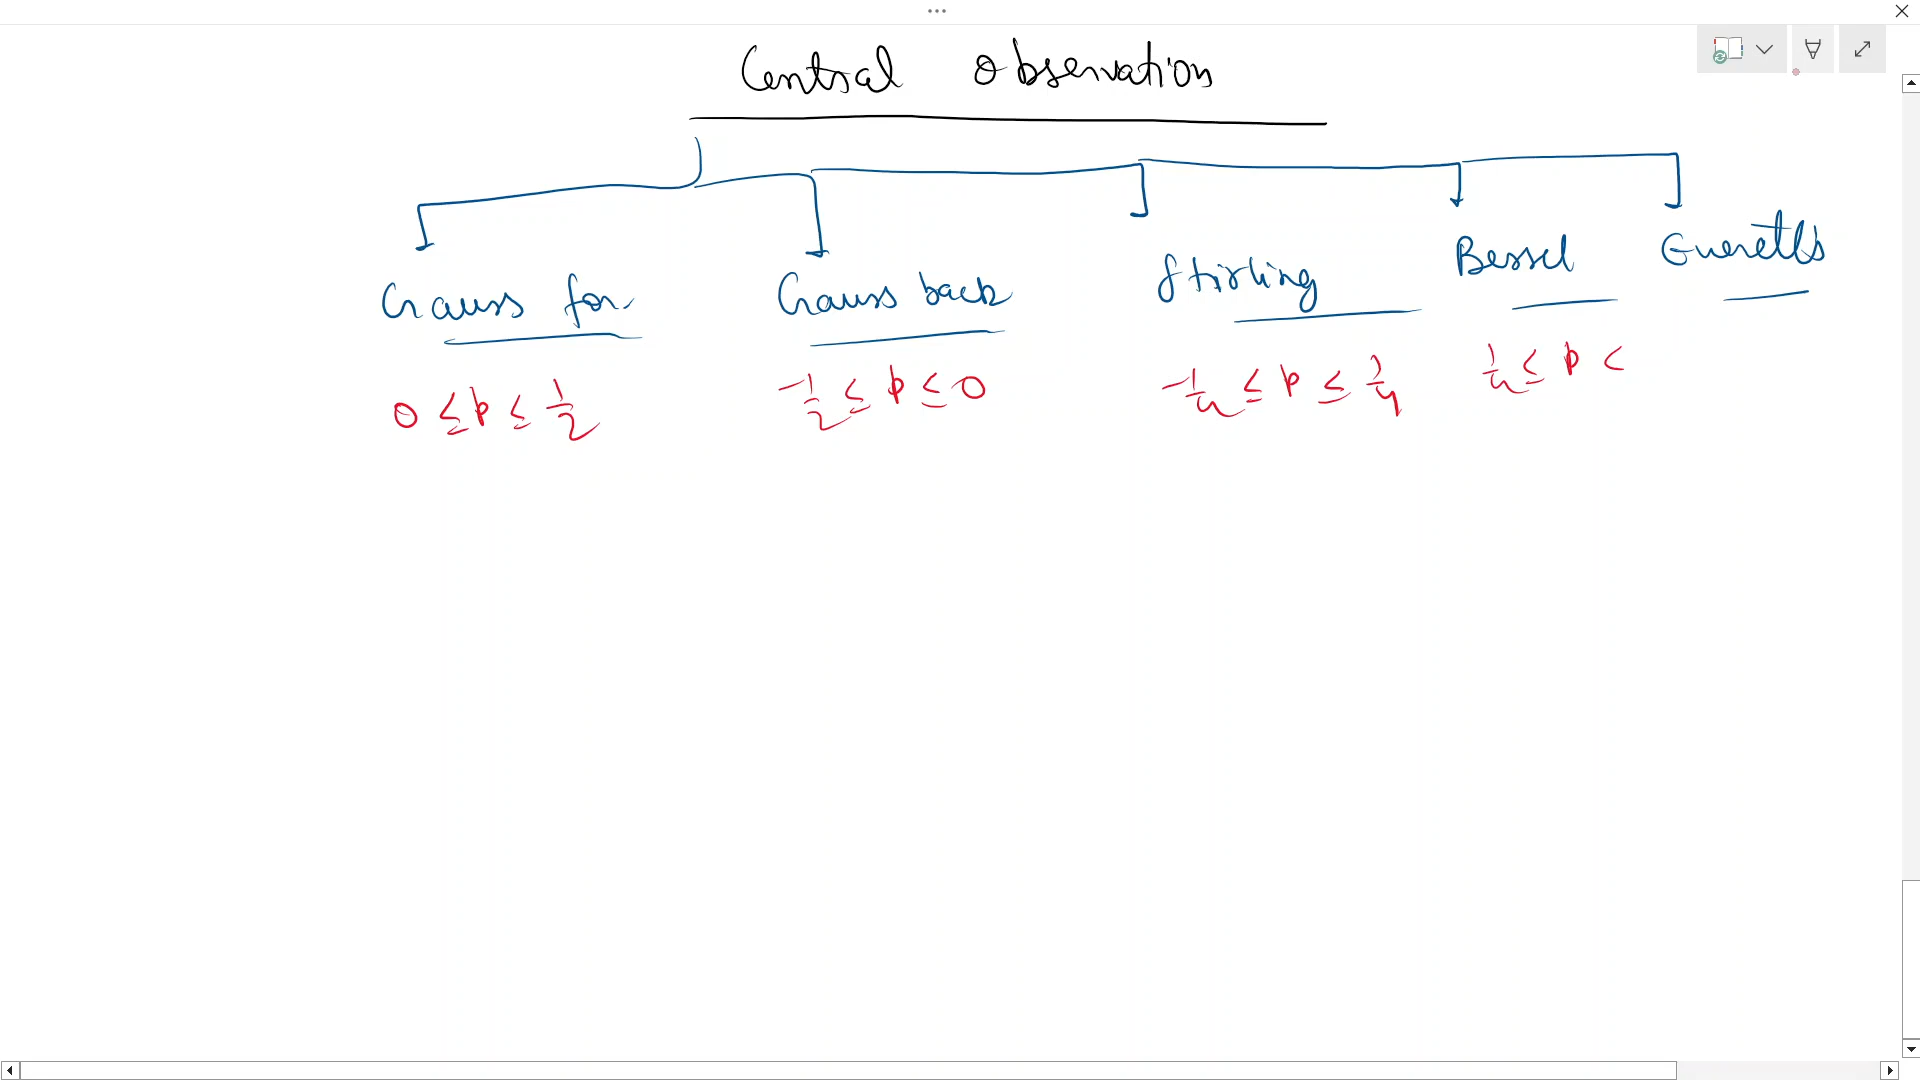 Central Observation
Gauss for.
Gauss back
Stirling
Bessel
Everett's
0 ≤ p ≤ 1/2
-1/2 ≤ p ≤ 0
-1/4 ≤ p ≤ 1/4
1/4 ≤ p <